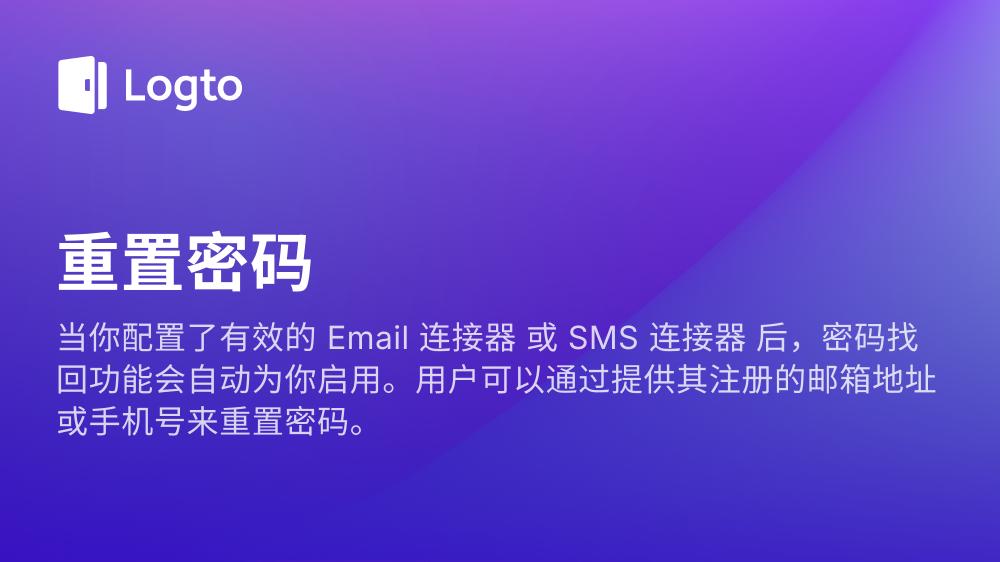 Logto
重置密码
当你配置了有效的 Email 连接器 或 SMS 连接器 后，密码找
回功能会自动为你启用。用户可以通过提供其注册的邮箱地址
或手机号来重置密码。